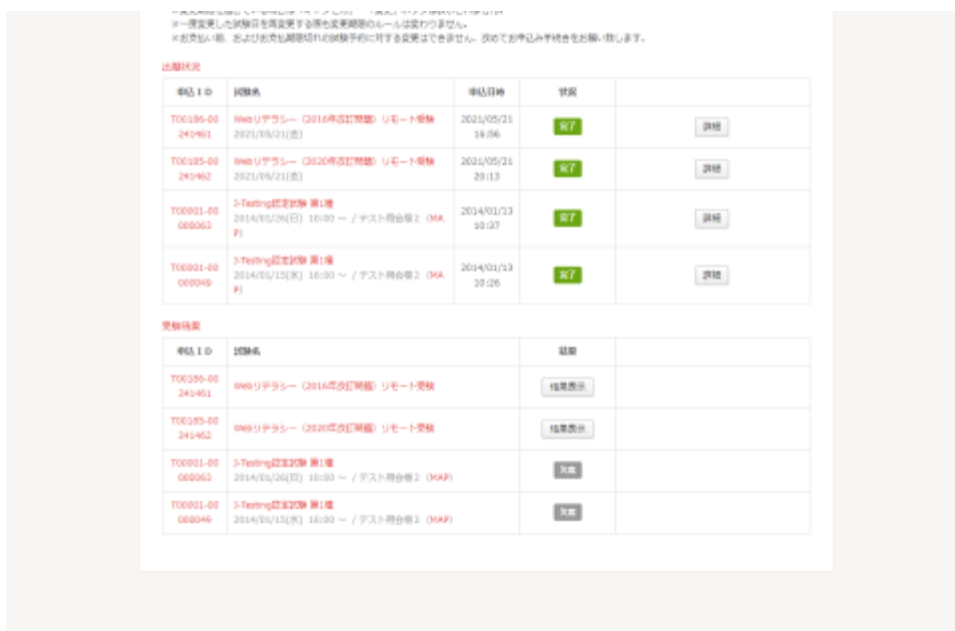 ※一度変更した試験日を再変更する際も変更期限のルールは変わりません。
※お支払い前、およびお支払期限切れの試験予約に対する変更はできません。改めてお申込み手続きをお願い致します。
出願状況
申込ＩＤ 試験名 申込日時 状況
T00186-00 Webリテラシー（2016年改訂問題）リモート受験 2021/05/21 完了 詳細
241461 2021/05/21(金) 16:56
T00185-00 Webリテラシー（2020年改訂問題）リモート受験 2021/05/21 完了 詳細
241462 2021/05/21(金) 20:13
T00001-00 J-Testing認定試験 第1種 2014/01/13 完了 詳細
000063 2014/01/26(日) 10:00 ～ / テスト用会場2（MA 10:37
P）
T00001-00 J-Testing認定試験 第1種 2014/01/13 完了 詳細
000049 2014/01/15(水) 16:00 ～ / テスト用会場2（MA 10:26
P）
受験結果
申込ＩＤ 試験名 結果
T00186-00 Webリテラシー（2016年改訂問題）リモート受験 結果表示
241461
T00185-00 Webリテラシー（2020年改訂問題）リモート受験 結果表示
241462
T00001-00 J-Testing認定試験 第1種 欠席
000063 2014/01/26(日) 10:00 ～ / テスト用会場2（MAP）
T00001-00 J-Testing認定試験 第1種 欠席
000049 2014/01/15(水) 16:00 ～ / テスト用会場2（MAP）